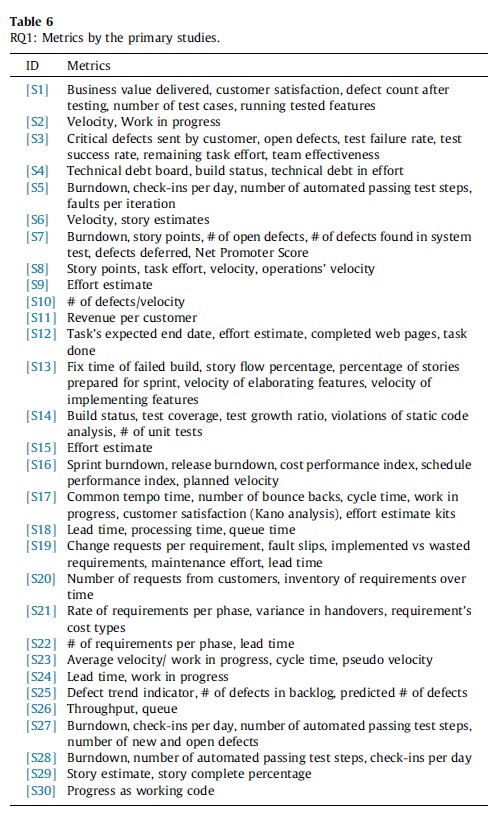 Table 6
RQ1: Metrics by the primary studies.
ID Metrics
[S1] Business value delivered, customer satisfaction, defect count after
testing, number of test cases, running tested features
[S2] Velocity, Work in progress
[S3] Critical defects sent by customer, open defects, test failure rate, test
success rate, remaining task effort, team effectiveness
[S4] Technical debt board, build status, technical debt in effort
[S5] Burndown, check-ins per day, number of automated passing test steps,
faults per iteration
[S6] Velocity, story estimates
[S7] Burndown, story points, # of open defects, # of defects found in system
test, defects deferred, Net Promoter Score
[S8] Story points, task effort, velocity, operations' velocity
[S9] Effort estimate
[S10] # of defects/velocity
[S11] Revenue per customer
[S12] Task's expected end date, effort estimate, completed web pages, task
done
[S13] Fix time of failed build, story flow percentage, percentage of stories
prepared for sprint, velocity of elaborating features, velocity of
implementing features
[S14] Build status, test coverage, test growth ratio, violations of static code
analysis, # of unit tests
[S15] Effort estimate
[S16] Sprint burndown, release burndown, cost performance index, schedule
performance index, planned velocity
[S17] Common tempo time, number of bounce backs, cycle time, work in
progress, customer satisfaction (Kano analysis), effort estimate kits
[S18] Lead time, processing time, queue time
[S19] Change requests per requirement, fault slips, implemented vs wasted
requirements, maintenance effort, lead time
[S20] Number of requests from customers, inventory of requirements over
time
[S21] Rate of requirements per phase, variance in handovers, requirement's
cost types
[S22] # of requirements per phase, lead time
[S23] Average velocity/ work in progress, cycle time, pseudo velocity
[S24] Lead time, work in progress
[S25] Defect trend indicator, # of defects in backlog, predicted # of defects
[S26] Throughput, queue
[S27] Burndown, check-ins per day, number of automated passing test steps,
number of new and open defects
[S28] Burndown, number of automated passing test steps, check-ins per day
[S29] Story estimate, story complete percentage
[S30] Progress as working code